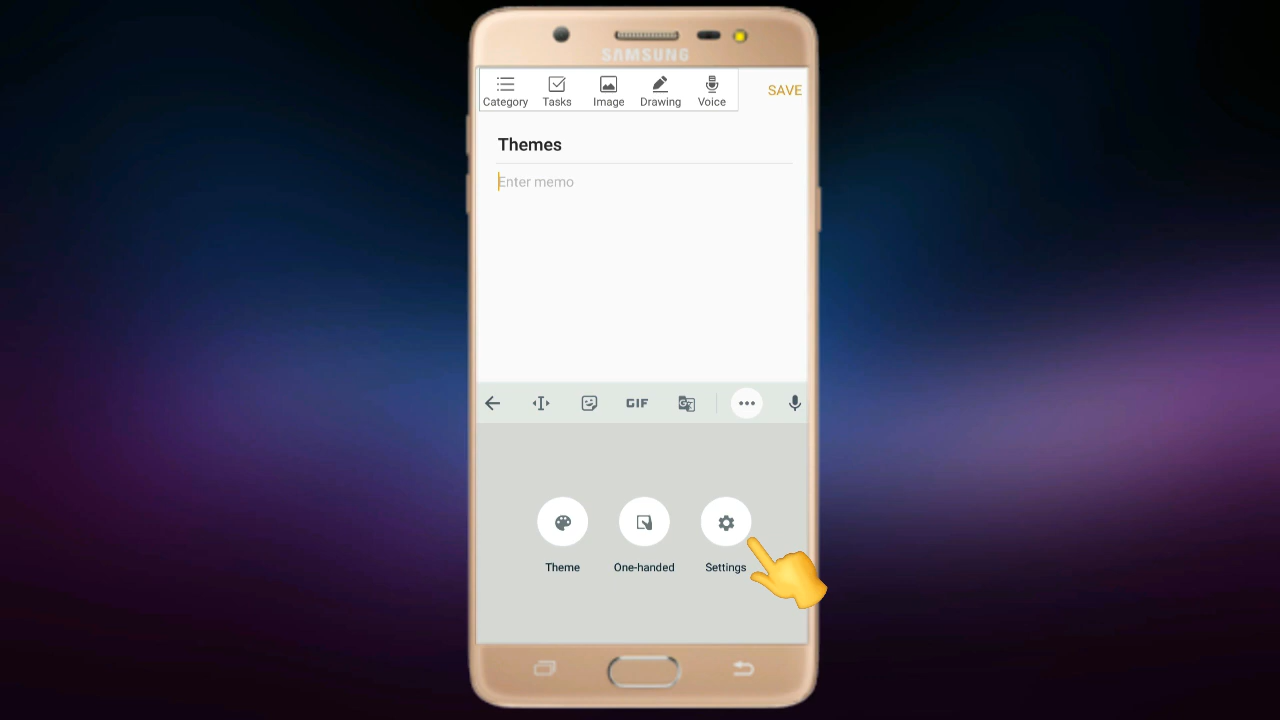 SAMSUNG
Category Tasks Image Drawing Voice
SAVE
Themes
Enter memo
GIF
Theme One-handed Settings